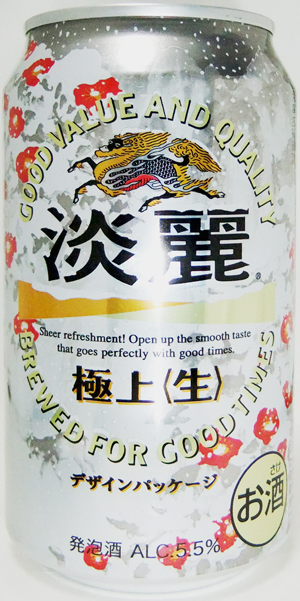 GOOD VALUE AND QUALITY
淡麗®
Sheer refreshment! Open up the smooth taste
that goes perfectly with good times.
BREWED FOR GOOD TIMES
極上〈生〉
デザインパッケージ
さけ
お酒
発泡酒 ALC.5.5%